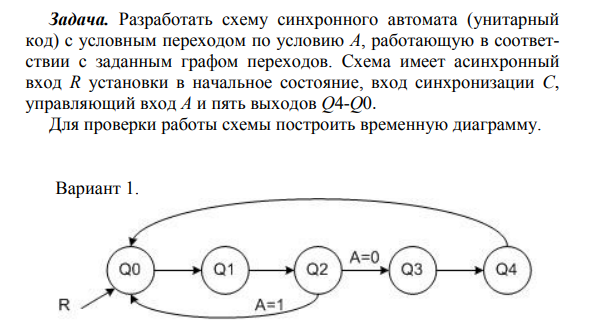 Задача. Разработать схему синхронного автомата (унитарный
код) с условным переходом по условию А, работающую в соответ-
ствии с заданным графом переходов. Схема имеет асинхронный
вход R установки в начальное состояние, вход синхронизации С,
управляющий вход А и пять выходов Q4-Q0.
Для проверки работы схемы построить временную диаграмму.
Вариант 1.
Q0 Q1 Q2 A=0 Q3 Q4
R A=1